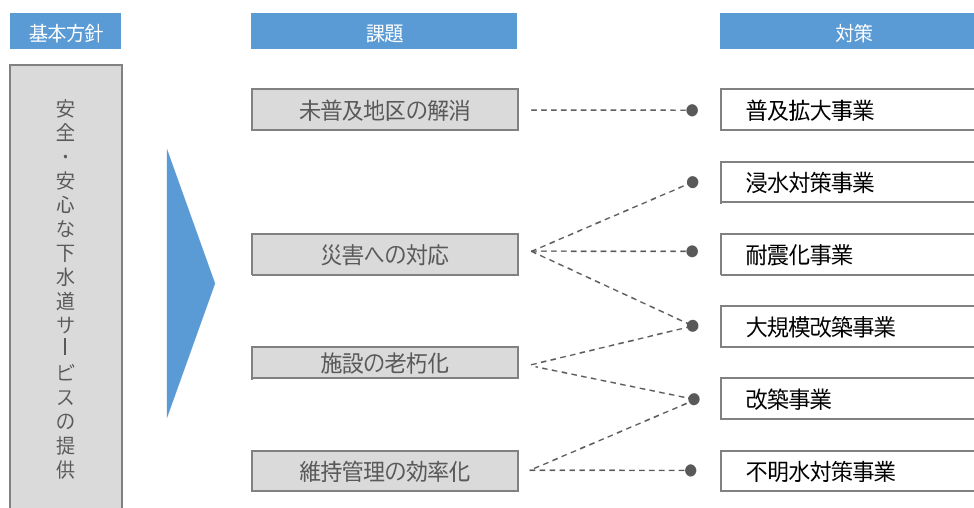 基本方針
課題
対策
安全・安心な下水道サービスの提供
未普及地区の解消
災害への対応
施設の老朽化
維持管理の効率化
普及拡大事業
浸水対策事業
耐震化事業
大規模改築事業
改築事業
不明水対策事業